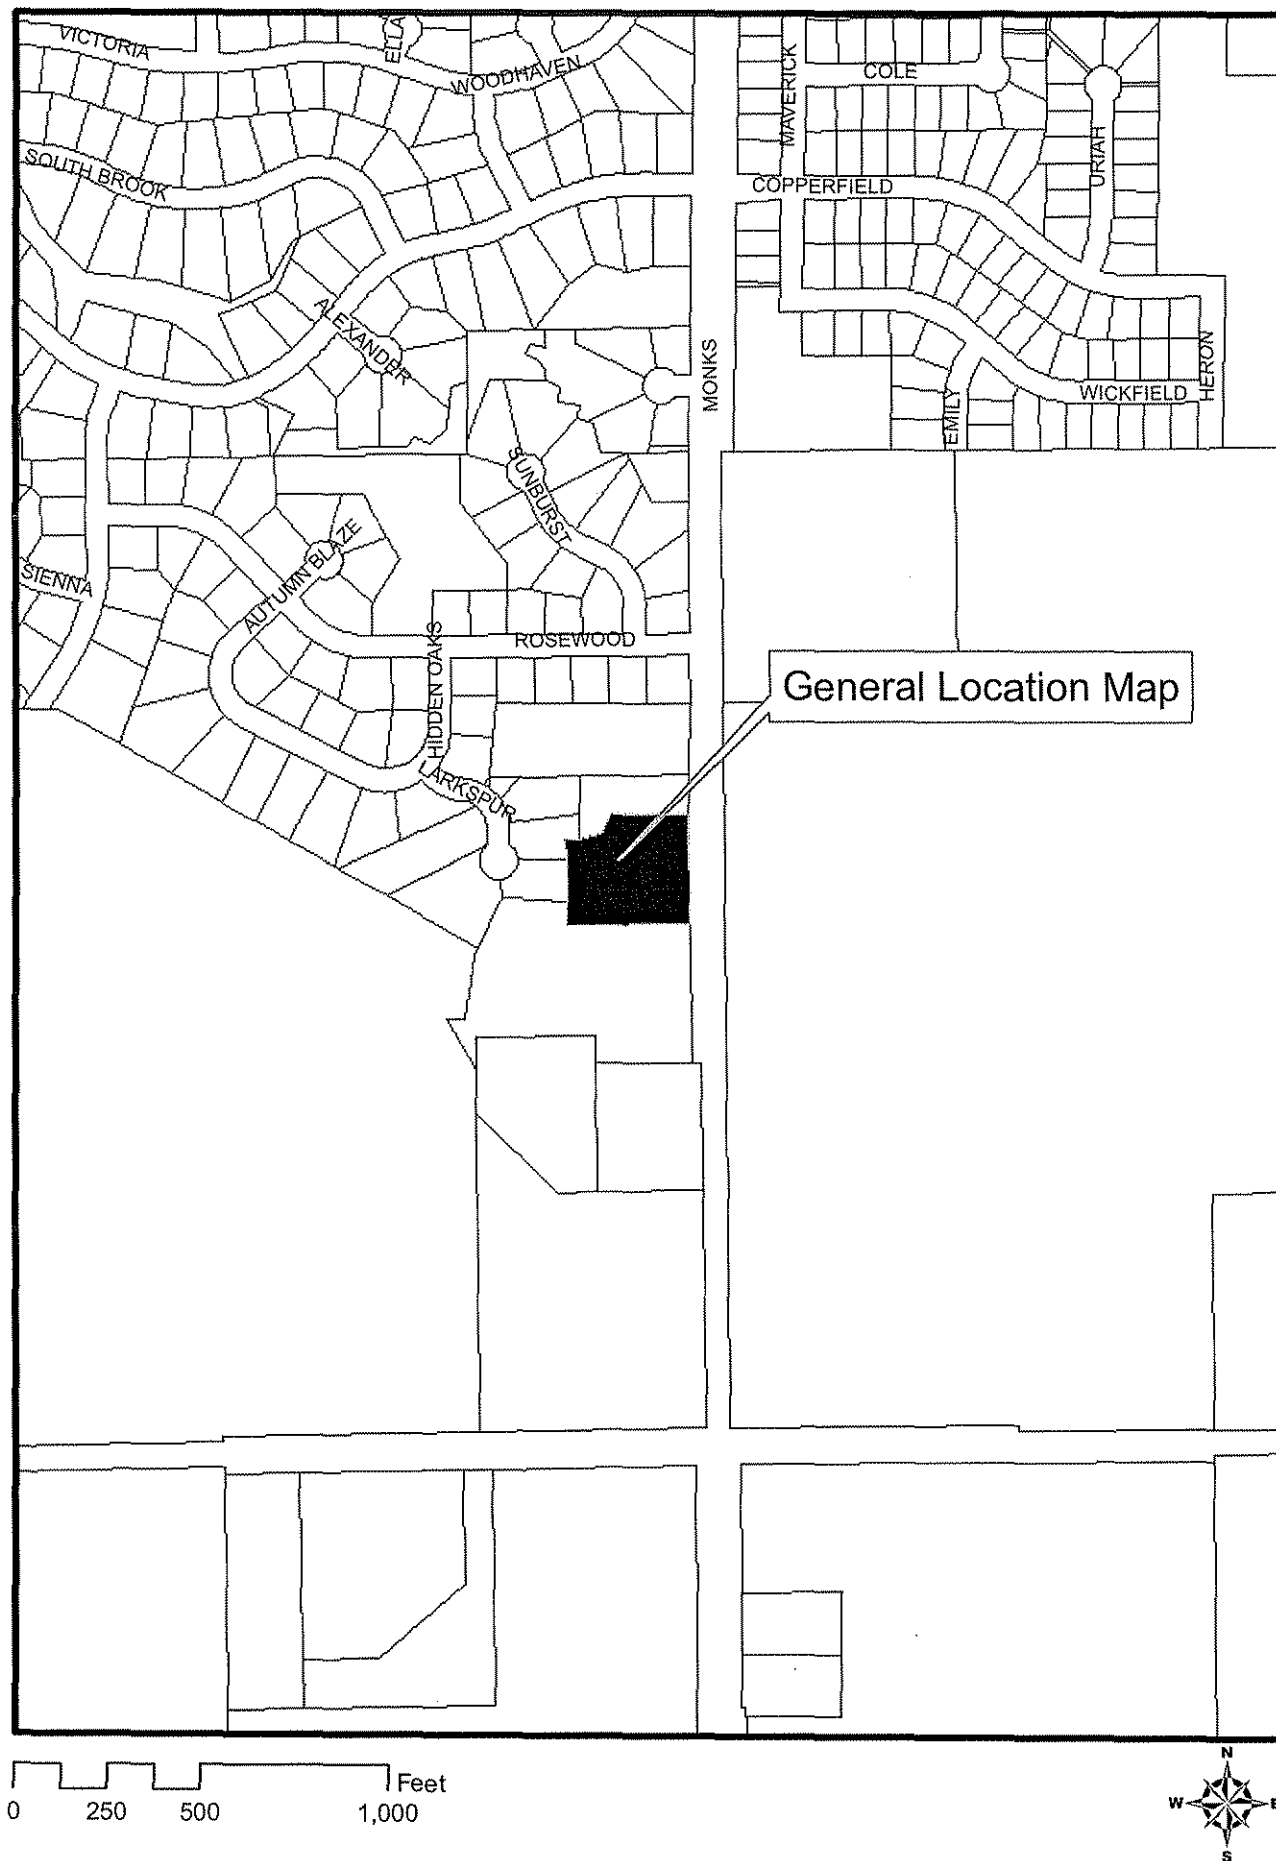 VICTORIA
ELLA
WOODHAVEN
MAVERICK
COLE
URIAH
SOUTH BROOK
COPPERFIELD
ALEXANDER
MONKS
HERON
WICKFIELD
EMILY
SUNBURST
AUTUMN BLAZE
SIENNA
HIDDEN OAKS
ROSEWOOD
General Location Map
LARKSPUR
Feet
0 250 500 1,000
N
W E
S